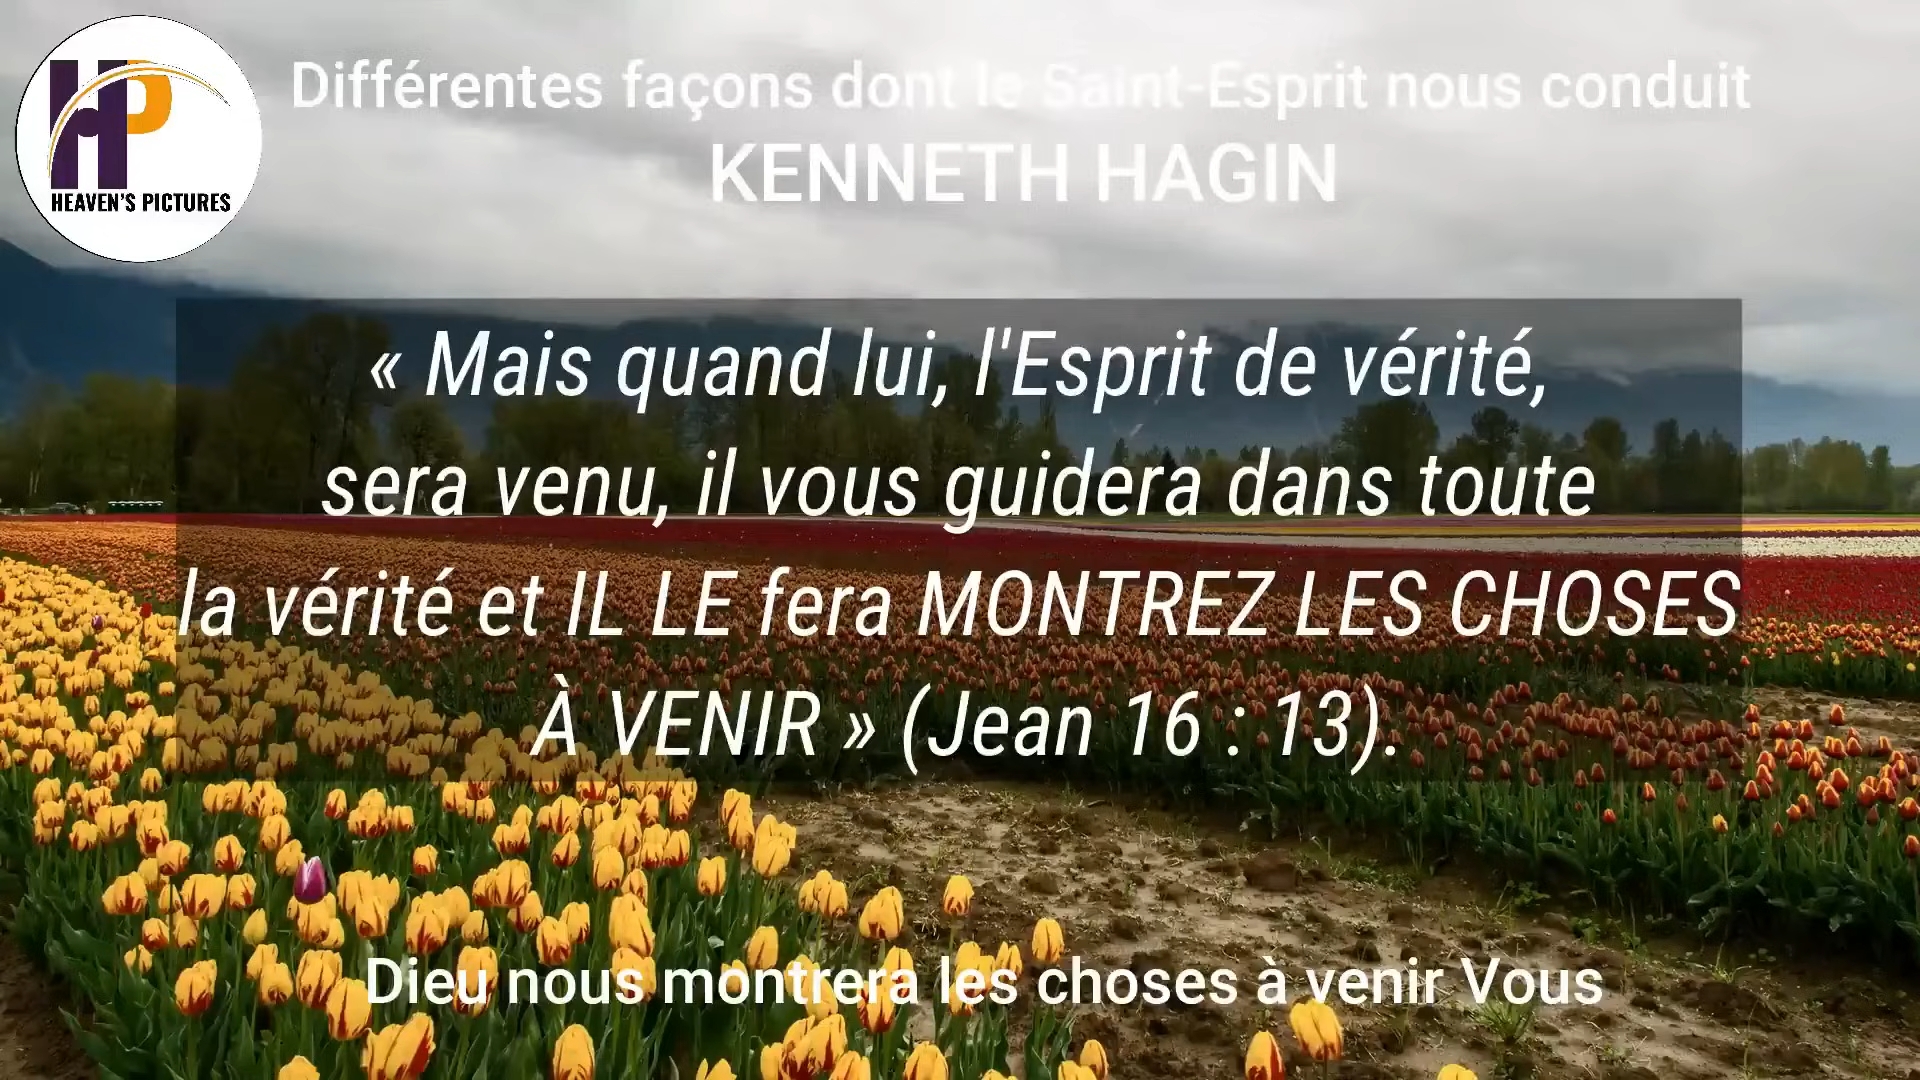 HP
HEAVEN'S PICTURES
Différentes façons dont le Saint-Esprit nous conduit
KENNETH HAGIN
« Mais quand lui, l'Esprit de vérité,
sera venu, il vous guidera dans toute
la vérité et IL LE fera MONTREZ LES CHOSES
À VENIR » (Jean 16 : 13).
Dieu nous montrera les choses à venir Vous